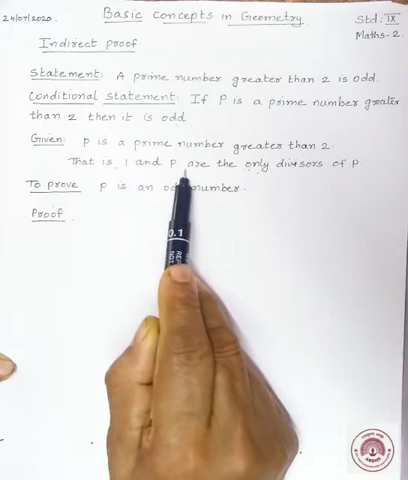 24/07/2020.
Basic Concepts in Geometry
Std: IX
Maths-2.
Indirect proof
Statement: A prime number greater than 2 is odd.
Conditional statement: If P is a prime number greater
than 2 then it is odd
Given: P is a prime number greater than 2.
That is, 1 and P are the only divisors of P
To prove P is an odd number.
Proof.
0.1